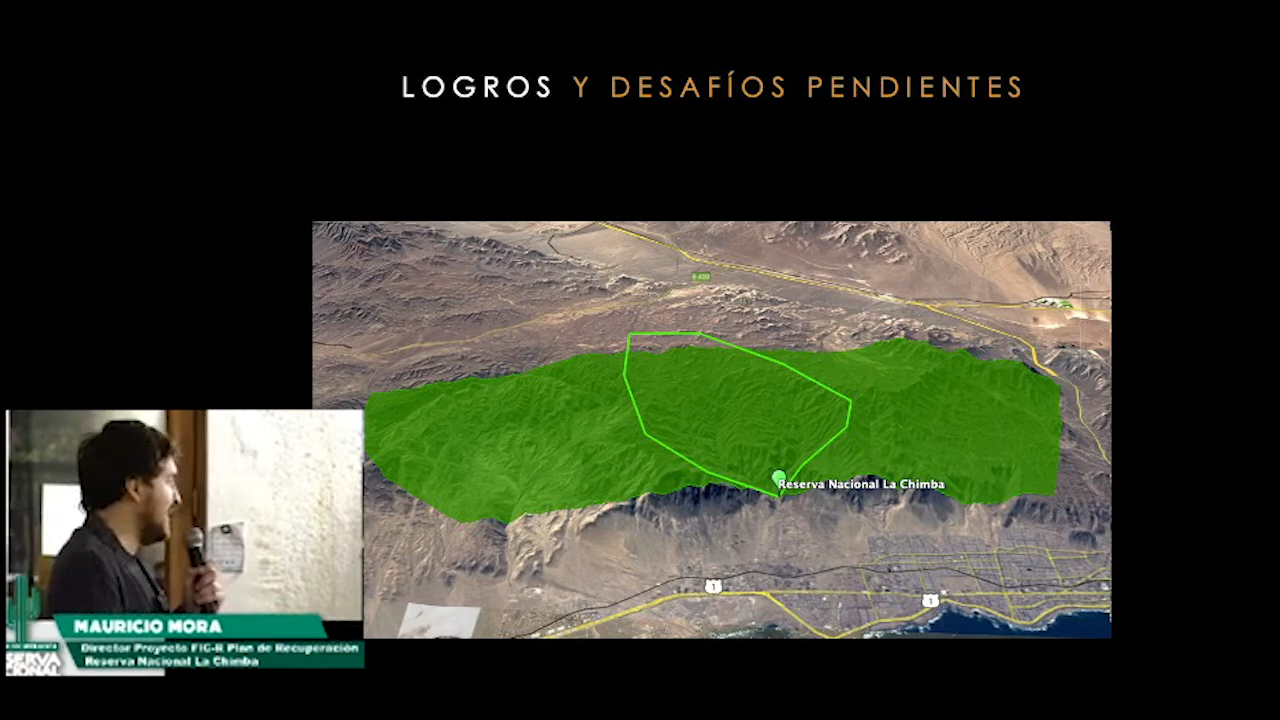 LOGROS Y DESAFÍOS PENDIENTES
Reserva Nacional La Chimba
1
1
MAURICIO MORA
Director Proyecto FIC-R Plan de Recuperación
Reserva Nacional La Chimba